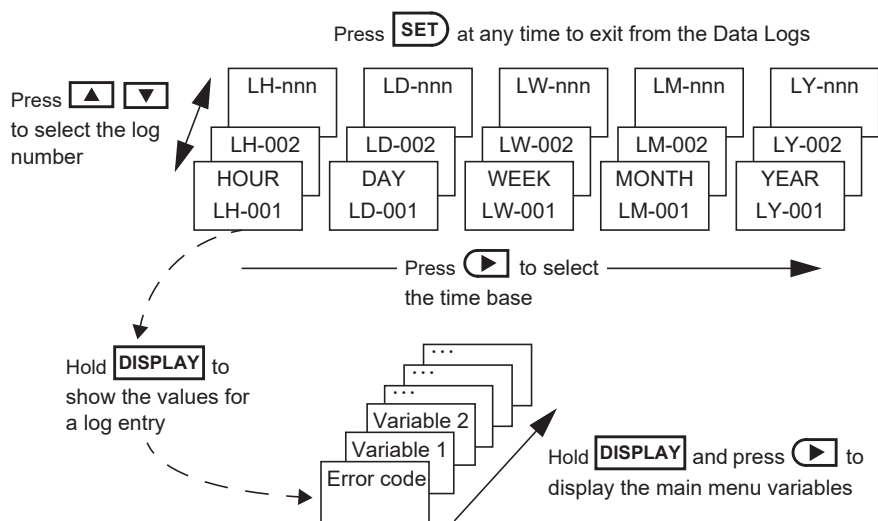 Press SET at any time to exit from the Data Logs
Press ▲ ▼
to select the log
number
LH-nnn LD-nnn LW-nnn LM-nnn LY-nnn
LH-002 LD-002 LW-002 LM-002 LY-002
HOUR DAY WEEK MONTH YEAR
LH-001 LD-001 LW-001 LM-001 LY-001
Press ▶ to select
the time base
Hold DISPLAY to
show the values for
a log entry
...
...
...
Variable 2
Variable 1
Error code
Hold DISPLAY and press ▶ to
display the main menu variables